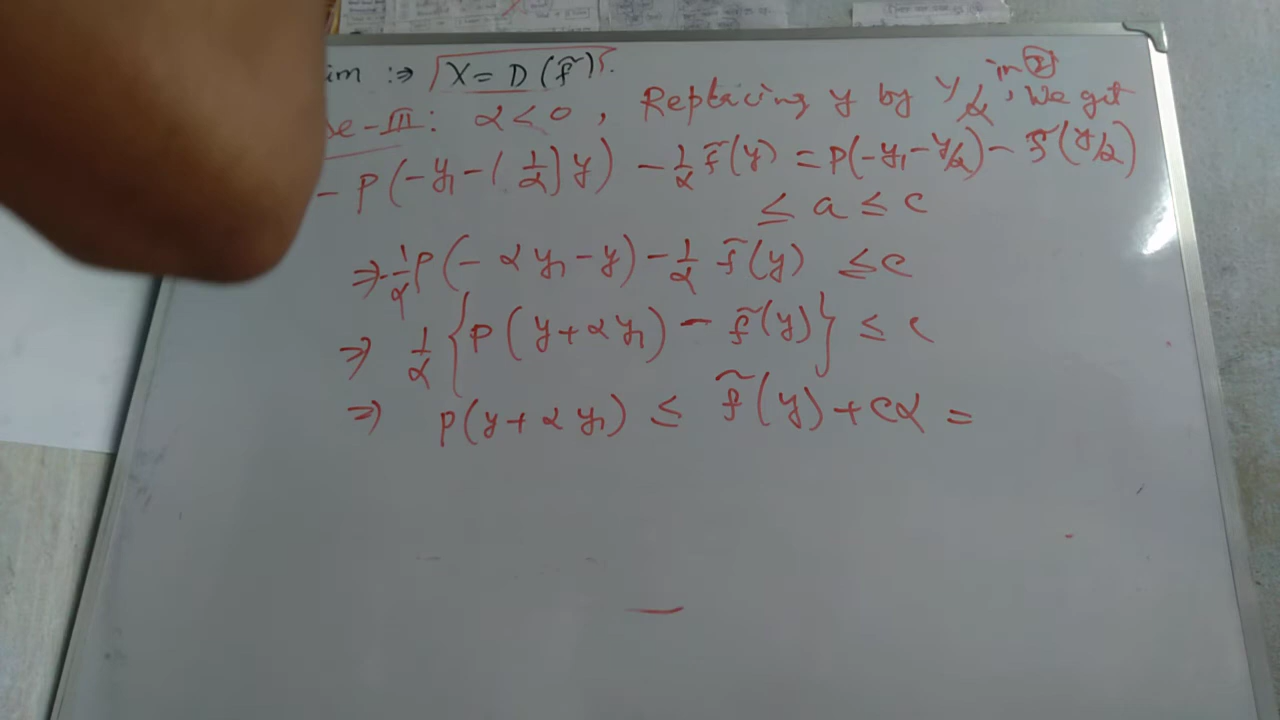 im :⇒ X = D(f̃).
se-III: α < 0, Replacing y by y/α, in ② We get
- p(-y₁-(1/α)y) - 1/α f̃(y) = p(-y₁-y/α) - f̃(y/α)
≤ a ≤ c
⇒ -1/α p(-αy₁-y) - 1/α f̃(y) ≤ c
⇒ 1/α {p(y+αy₁) - f̃(y)} ≤ c
⇒ p(y+αy₁) ≤ f̃(y) + cα =